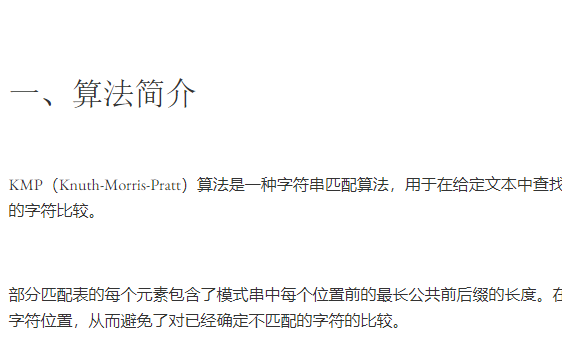 一、算法简介
KMP（Knuth-Morris-Pratt）算法是一种字符串匹配算法，用于在给定文本中查找
的字符比较。
部分匹配表的每个元素包含了模式串中每个位置前的最长公共前后缀的长度。在
字符位置，从而避免了对已经确定不匹配的字符的比较。